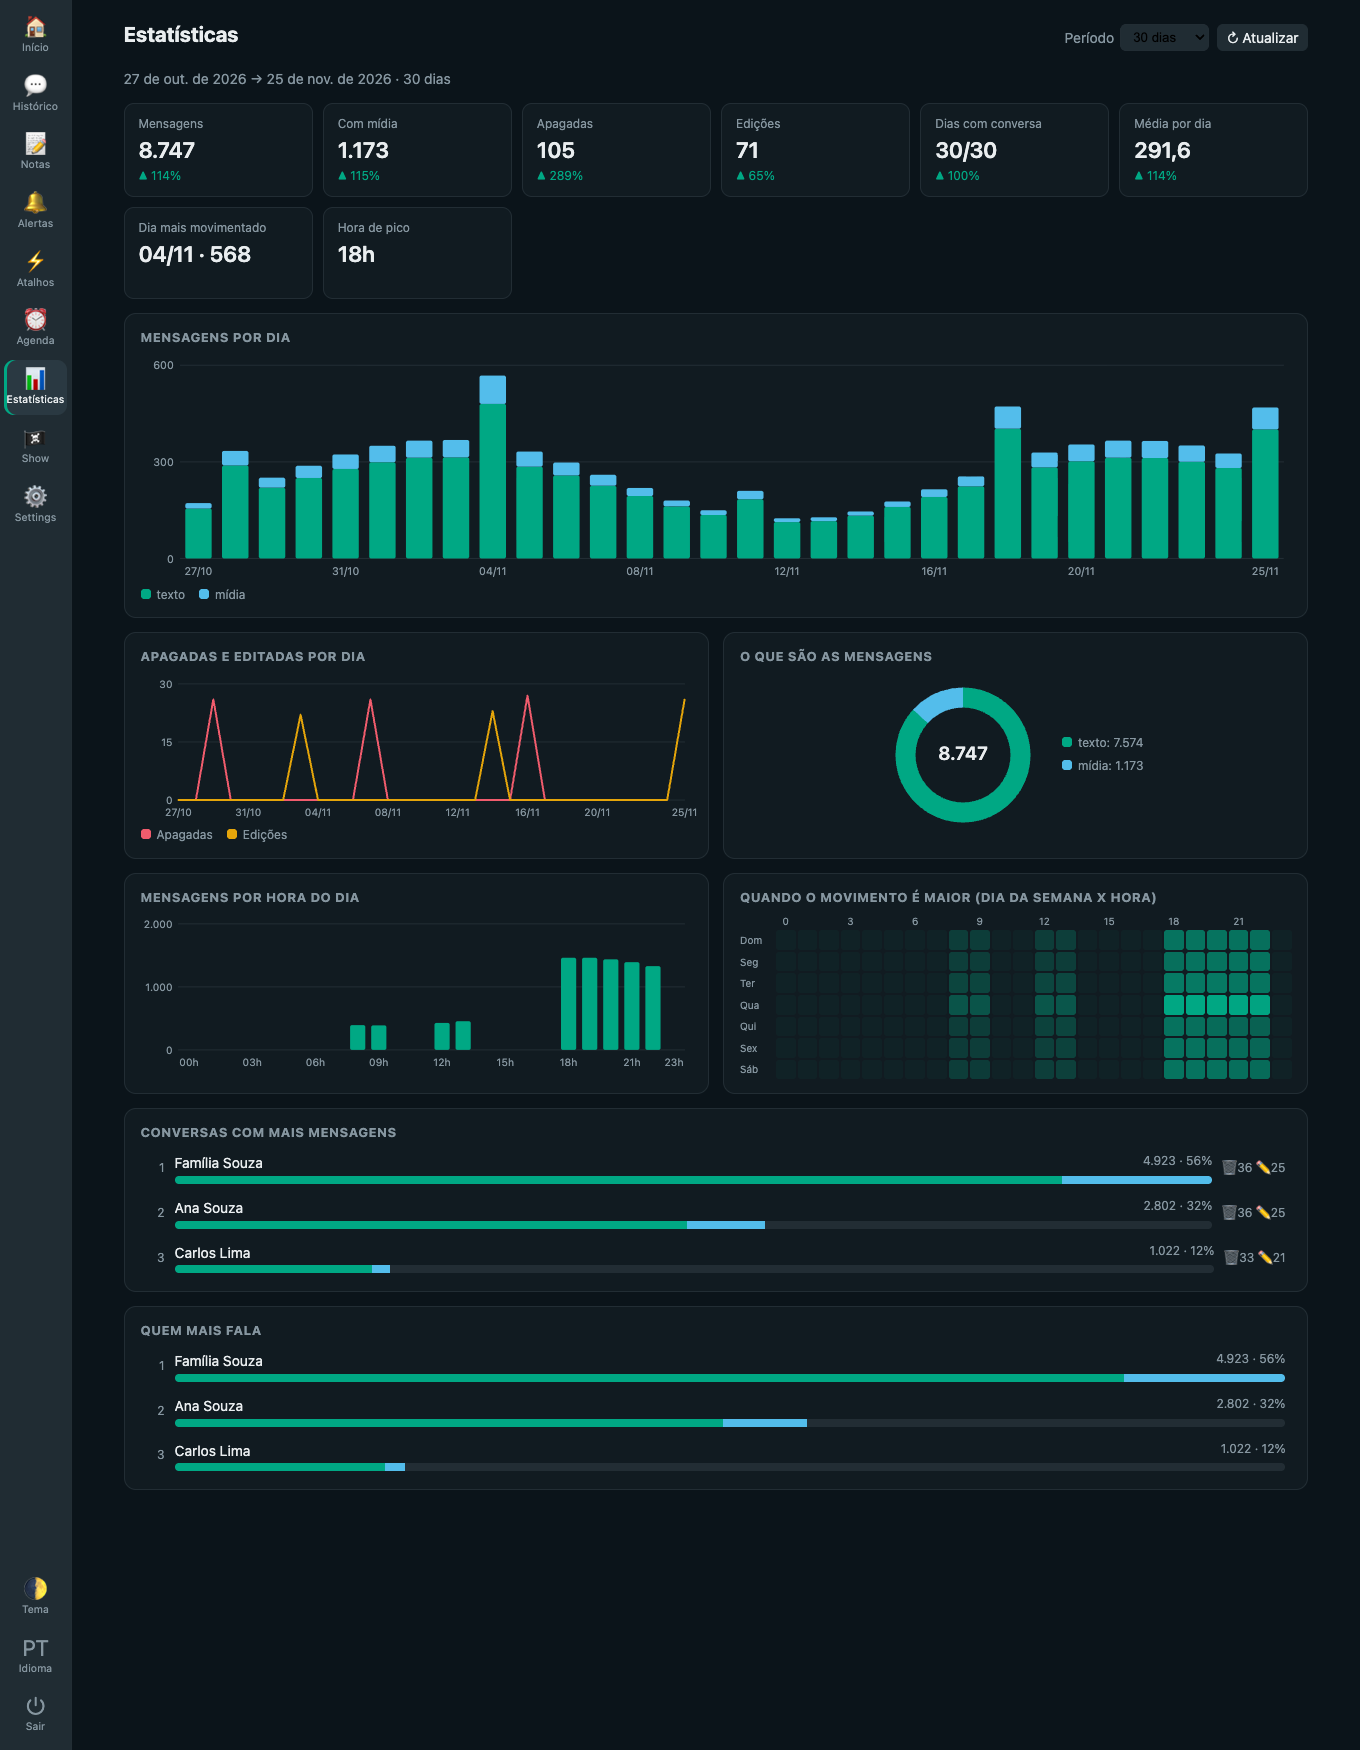 Início
Histórico
Notas
Alertas
Atalhos
Agenda
Estatísticas
Show
Settings
Tema
PT
Idioma
Sair
Estatísticas
Período 30 dias ↻ Atualizar
27 de out. de 2026 → 25 de nov. de 2026 · 30 dias
Mensagens
8.747
▲ 114%
Com mídia
1.173
▲ 115%
Apagadas
105
▲ 289%
Edições
71
▲ 65%
Dias com conversa
30/30
▲ 100%
Média por dia
291,6
▲ 114%
Dia mais movimentado
04/11 · 568
Hora de pico
18h
MENSAGENS POR DIA
600
300
0
27/10 31/10 04/11 08/11 12/11 16/11 20/11 25/11
texto mídia
APAGADAS E EDITADAS POR DIA
30
15
0
27/10 31/10 04/11 08/11 12/11 16/11 20/11 25/11
Apagadas Edições
O QUE SÃO AS MENSAGENS
8.747
texto: 7.574
mídia: 1.173
MENSAGENS POR HORA DO DIA
2.000
1.000
0
00h 03h 06h 09h 12h 15h 18h 21h 23h
QUANDO O MOVIMENTO É MAIOR (DIA DA SEMANA X HORA)
0 3 6 9 12 15 18 21
Dom
Seg
Ter
Qua
Qui
Sex
Sáb
CONVERSAS COM MAIS MENSAGENS
1 Família Souza 4.923 · 56% 🗑36 ✏️25
2 Ana Souza 2.802 · 32% 🗑36 ✏️25
3 Carlos Lima 1.022 · 12% 🗑33 ✏️21
QUEM MAIS FALA
1 Família Souza 4.923 · 56%
2 Ana Souza 2.802 · 32%
3 Carlos Lima 1.022 · 12%